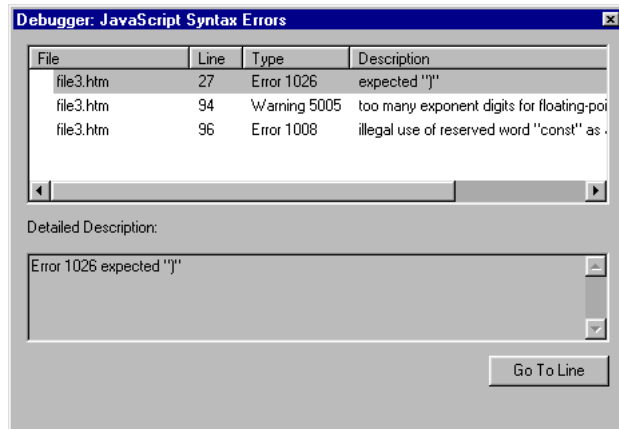 Debugger: JavaScript Syntax Errors
File Line Type Description
file3.htm 27 Error 1026 expected ")"
file3.htm 94 Warning 5005 too many exponent digits for floating-poi
file3.htm 96 Error 1008 illegal use of reserved word "const" as
Detailed Description:
Error 1026 expected ")"
Go To Line